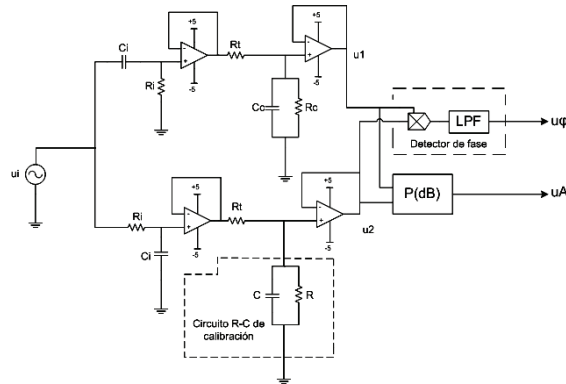 +5
-5
Ci
Ri
Rt
+5
-5
u1
Cc
Rc
LPF
Detector de fase
uφ
ui
Ri
Ci
+5
-5
Rt
+5
-5
u2
P(dB)
uA
C
R
Circuito R-C de
calibración